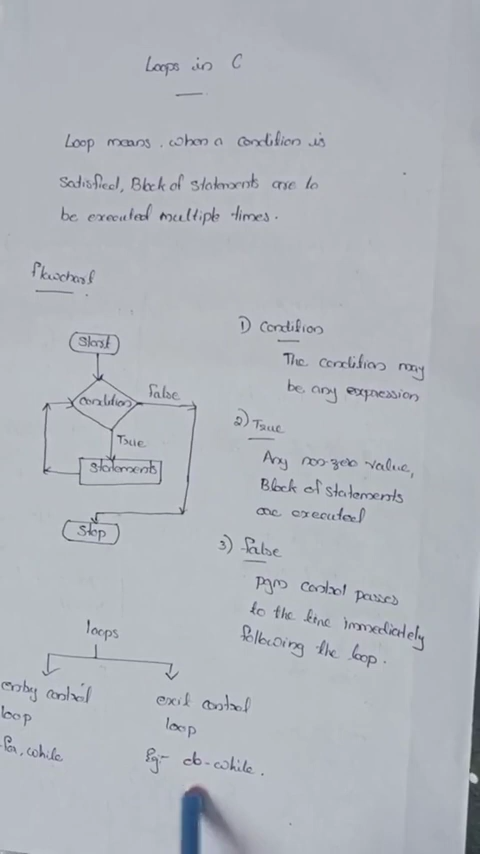 Loops in C
Loop means, when a condition is
Satisfied, Block of statements are to
be executed multiple times.
flowchart
Start
condition
false
True
statements
Stop
1) Condition
The condition may
be any expression
2) True
Any non-zero value,
Block of statements
are executed
3) false
pgm control passes
to the line immediately
following the loop.
loops
entry control
loop
for, while
exit control
loop
Eg:- do-while.